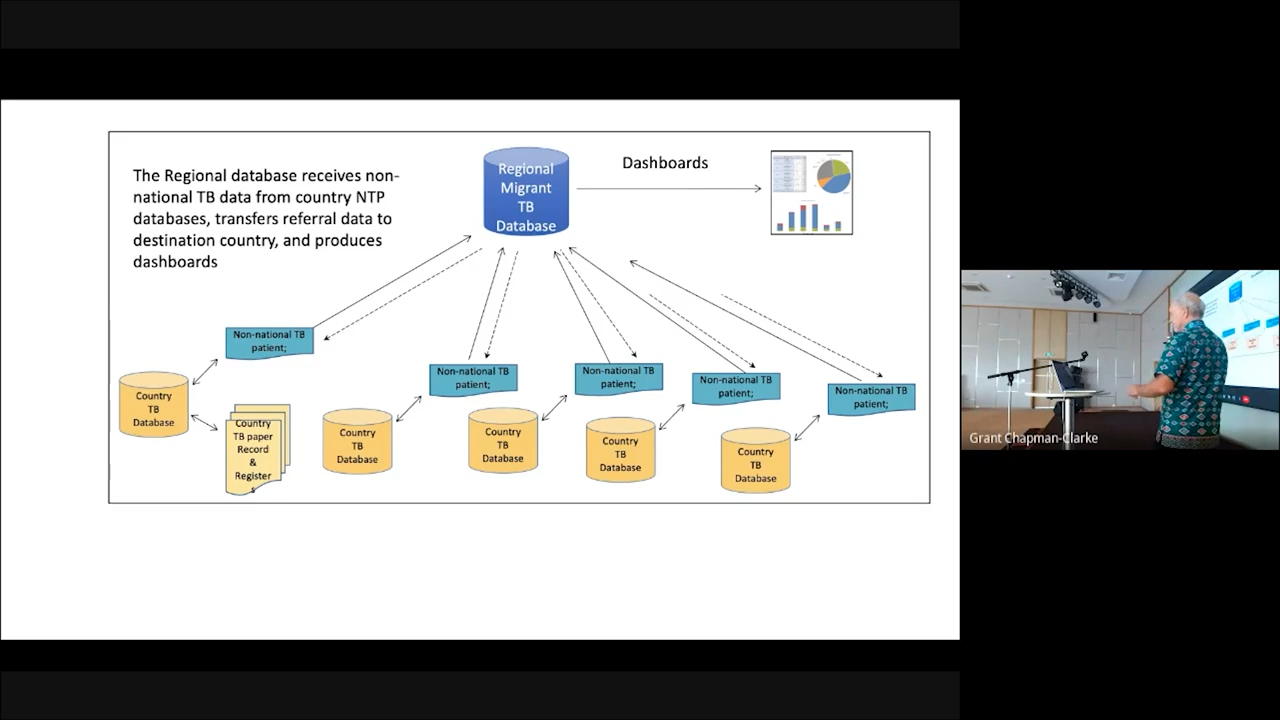 The Regional database receives non-
national TB data from country NTP
databases, transfers referral data to
destination country, and produces
dashboards
Regional
Migrant
TB
Database
Dashboards
Non-national TB
patient;
Country
TB
Database
Country
TB paper
Record
&
Register
s
Non-national TB
patient;
Country
TB
Database
Non-national TB
patient;
Country
TB
Database
Non-national TB
patient;
Country
TB
Database
Non-national TB
patient;
Country
TB
Database
Grant Chapman-Clarke